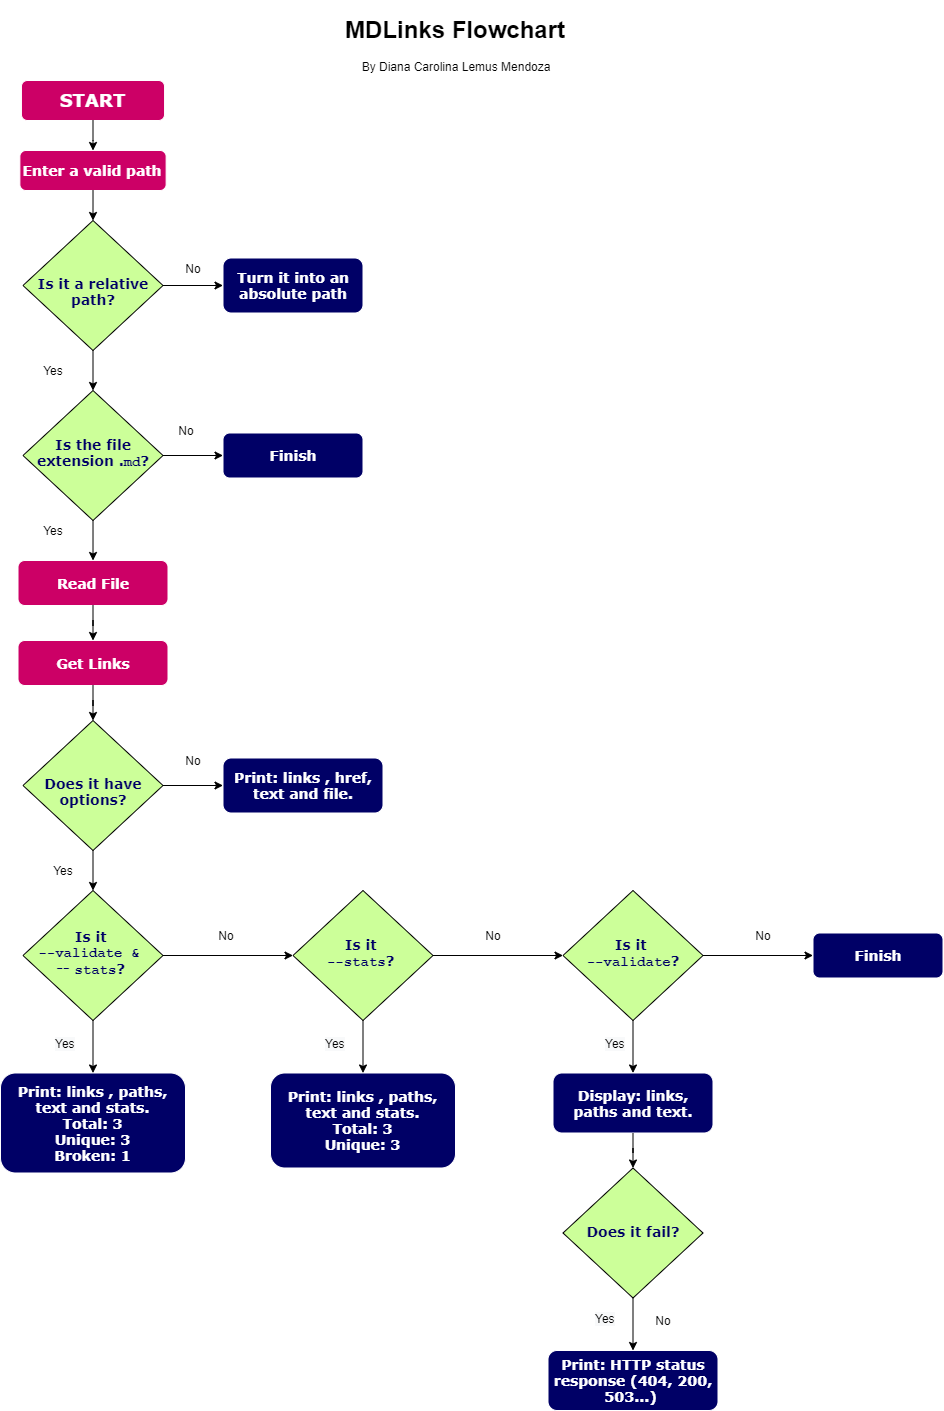 MDLinks Flowchart
By Diana Carolina Lemus Mendoza
START
Enter a valid path
Is it a relative
path?
No
Turn it into an
absolute path
Yes
Is the file
extension .md?
No
Finish
Yes
Read File
Get Links
Does it have
options?
No
Print: links , href,
text and file.
Yes
Is it
--validate &
-- stats?
No
Is it
--stats?
No
Is it
--validate?
No
Finish
Yes
Print: links , paths,
text and stats.
Total: 3
Unique: 3
Broken: 1
Yes
Print: links , paths,
text and stats.
Total: 3
Unique: 3
Yes
Display: links,
paths and text.
Does it fail?
Yes
No
Print: HTTP status
response (404, 200,
503...)